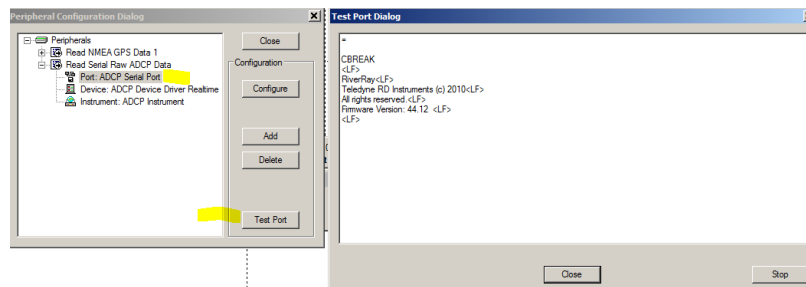 Peripheral Configuration Dialog
Peripherals
Read NMEA GPS Data 1
Read Serial Raw ADCP Data
Port: ADCP Serial Port
Device: ADCP Device Driver Realtime
Instrument: ADCP Instrument
Close
Configuration
Configure
Add
Delete
Test Port
Test Port Dialog
=
CBREAK
<LF>
RiverRay<LF>
Teledyne RD Instruments (c) 2010<LF>
All rights reserved.<LF>
Firmware Version: 44.12 <LF>
<LF>
Close
Stop